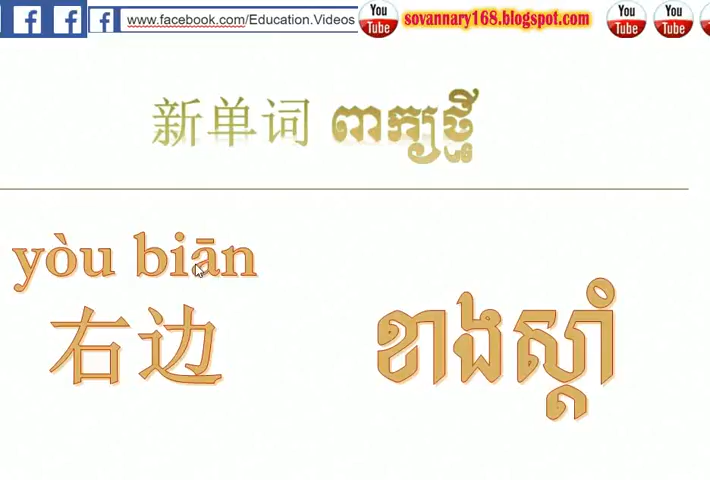 www.facebook.com/Education.Videos sovannary168.blogspot.com You Tube You Tube You Tube
新单词 ពាក្យថ្មី
yòu biān
右边 ខាងស្តាំ